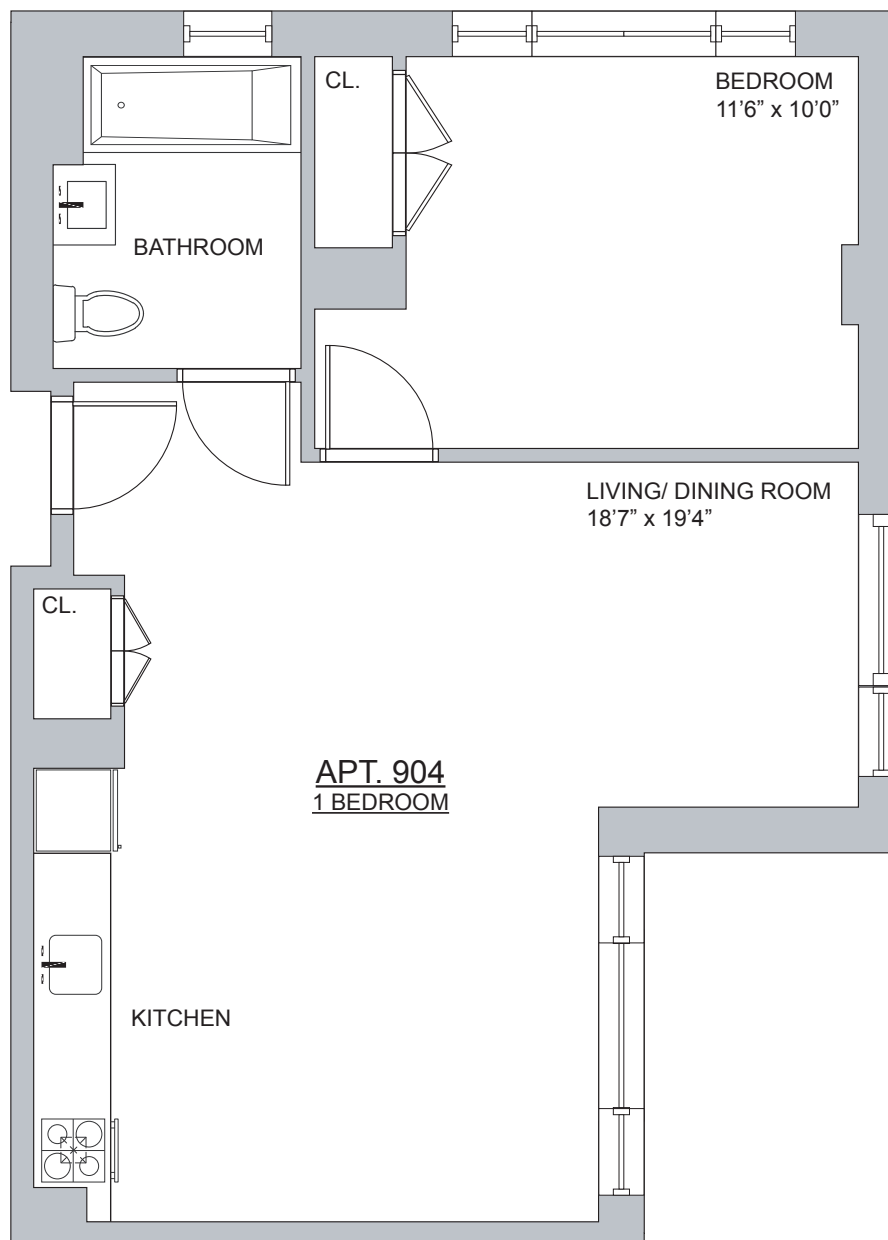 CL.
BEDROOM
11’6” x 10’0”
BATHROOM
LIVING/ DINING ROOM
18’7” x 19’4”
CL.
APT. 904
1 BEDROOM
KITCHEN